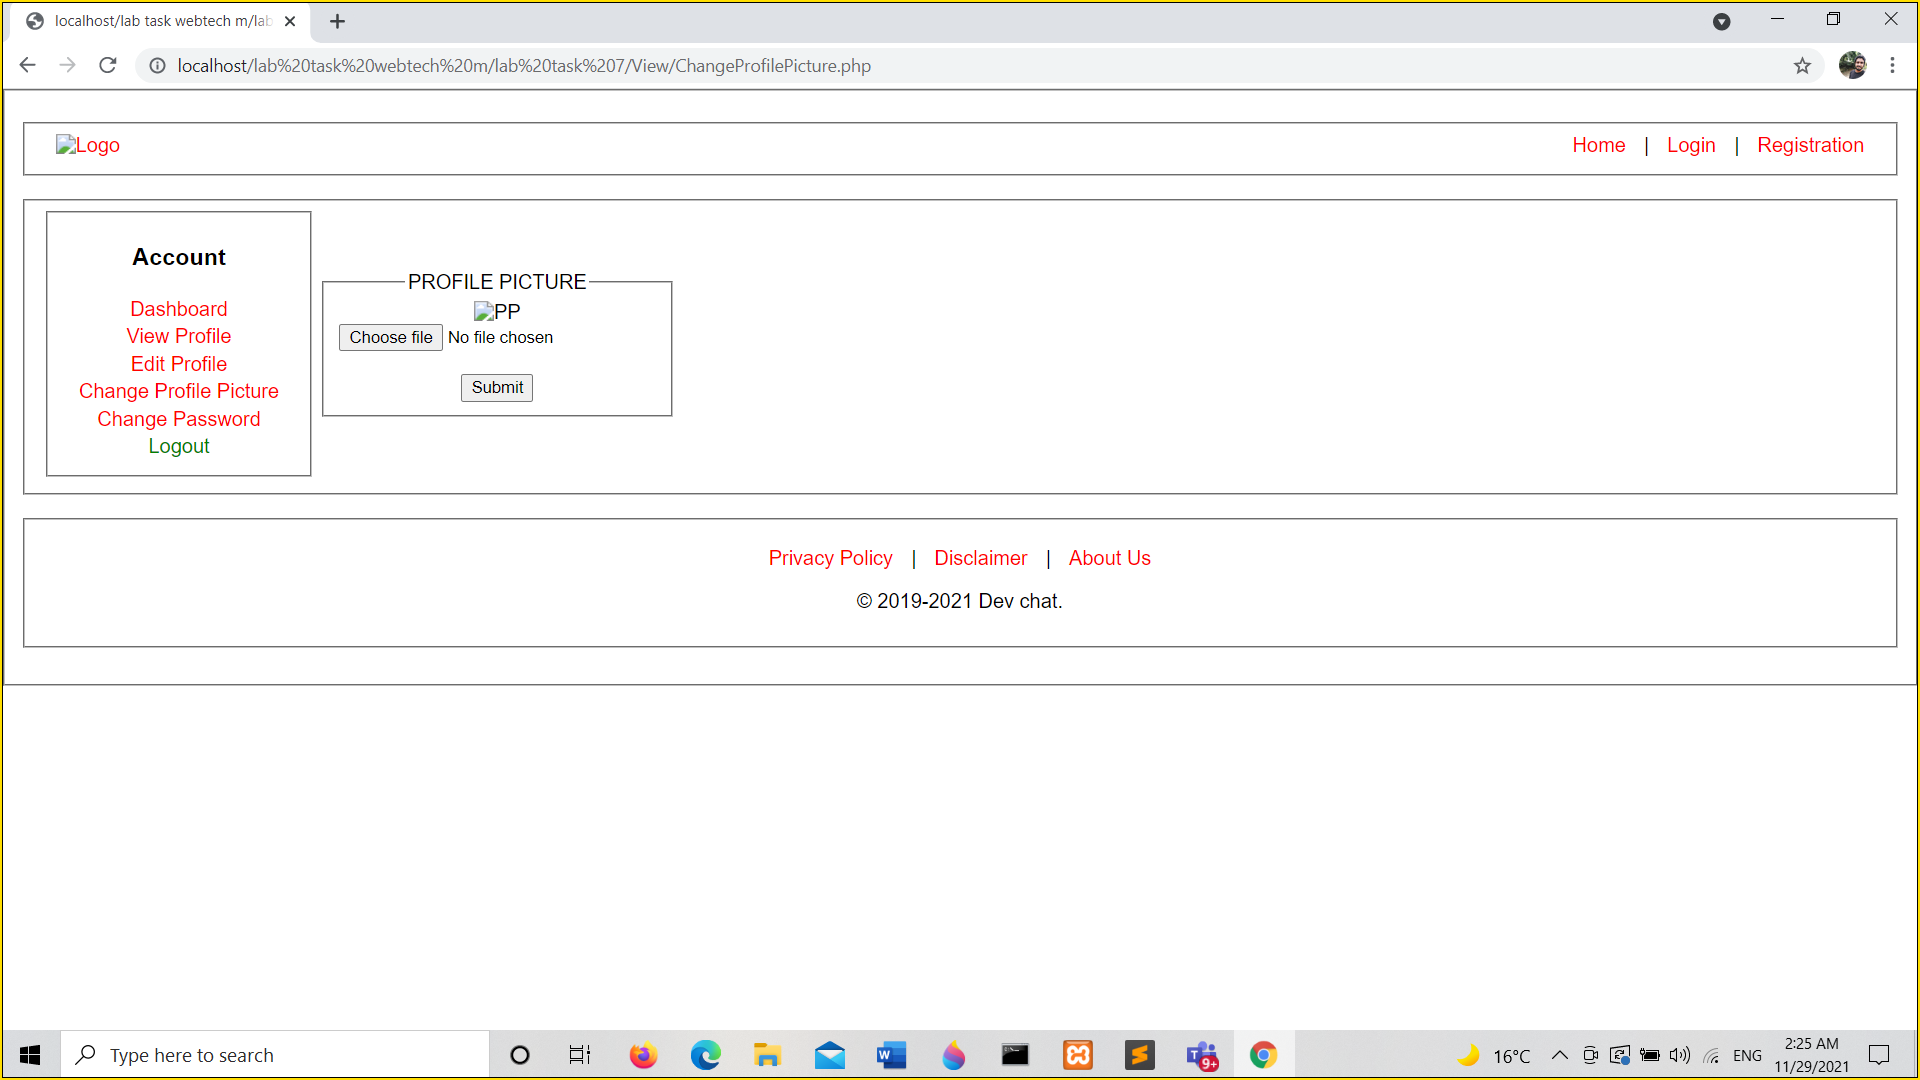 localhost/lab task webtech m/lab
localhost/lab%20task%20webtech%20m/lab%20task%207/View/ChangeProfilePicture.php
Logo
Home | Login | Registration
Account
Dashboard
View Profile
Edit Profile
Change Profile Picture
Change Password
Logout
PROFILE PICTURE
PP
Choose file No file chosen
Submit
Privacy Policy | Disclaimer | About Us
© 2019-2021 Dev chat.
Type here to search
W
S
9+
16°C
ENG
2:25 AM
11/29/2021